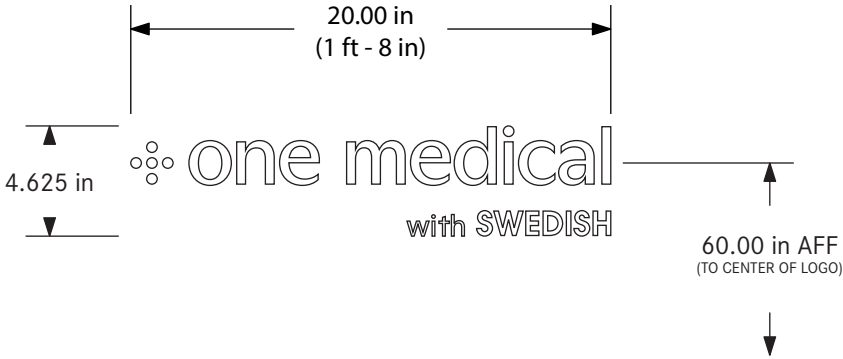 20.00 in
(1 ft - 8 in)
4.625 in
one medical
with SWEDISH
60.00 in AFF
(TO CENTER OF LOGO)